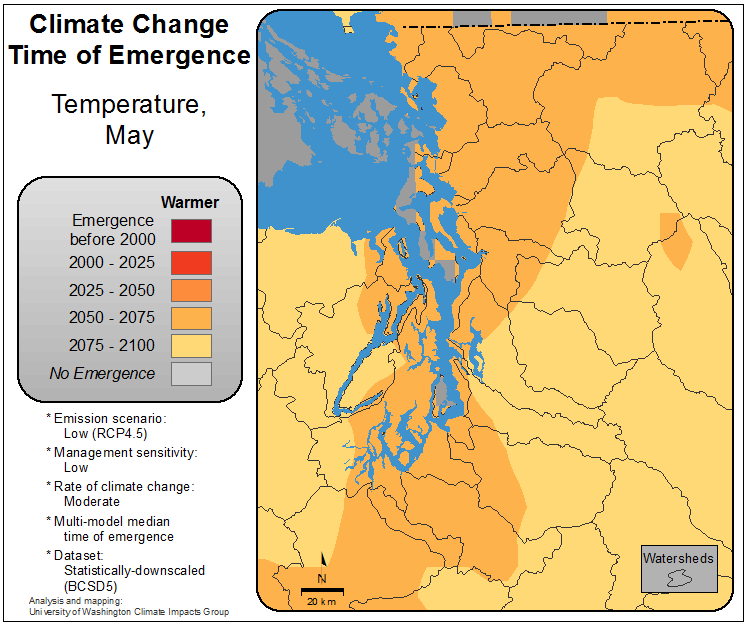 Climate Change
Time of Emergence
Temperature,
May
Warmer
Emergence
before 2000
2000 - 2025
2025 - 2050
2050 - 2075
2075 - 2100
No Emergence
* Emission scenario:
Low (RCP4.5)
* Management sensitivity:
Low
* Rate of climate change:
Moderate
* Multi-model median
time of emergence
* Dataset:
Statistically-downscaled
(BCSD5)
Analysis and mapping:
University of Washington Climate Impacts Group
N
20 km
Watersheds